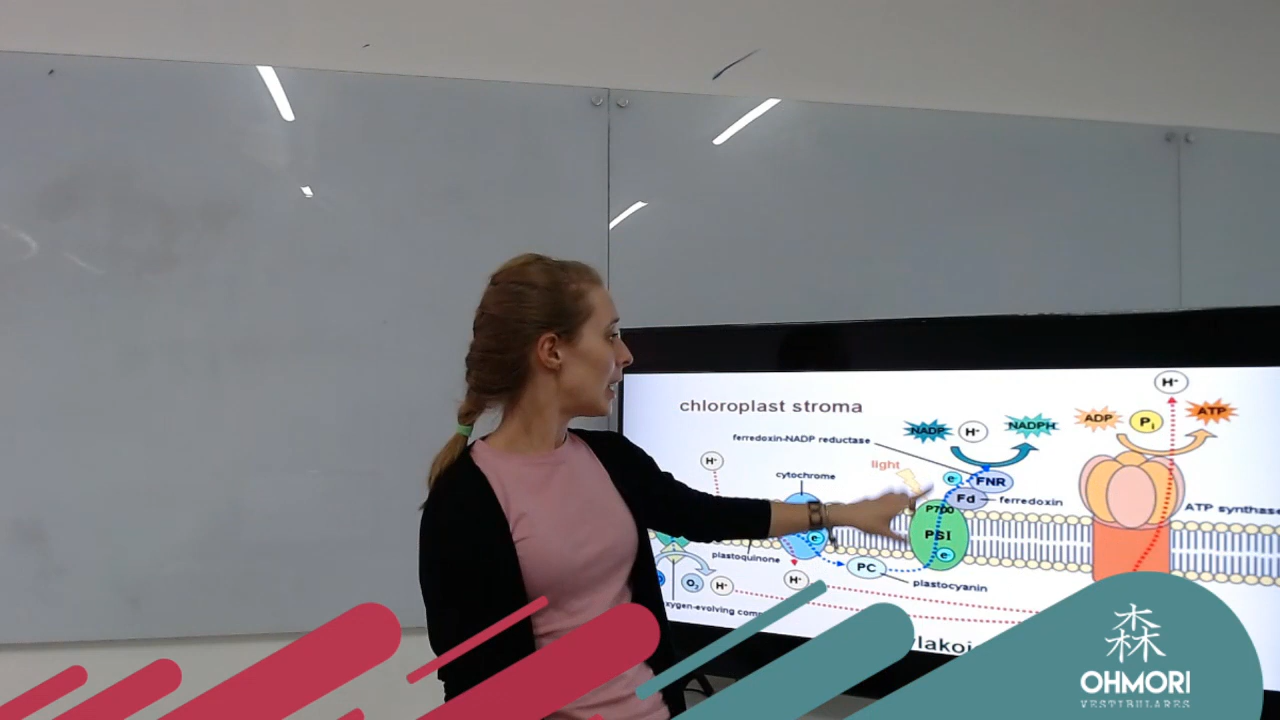 chloroplast stroma
H⁺
NADP
H⁺
NADPH
ADP
Pi
ATP
H⁺
ferredoxin-NADP reductase
light
cytochrome
e⁻
FNR
Fd
ferredoxin
P700
PSI
ATP synthase
e⁻
e⁻
plastoquinone
PC
plastocyanin
O₂
H⁺
H⁺
森
OHMORI
VESTIBULARES